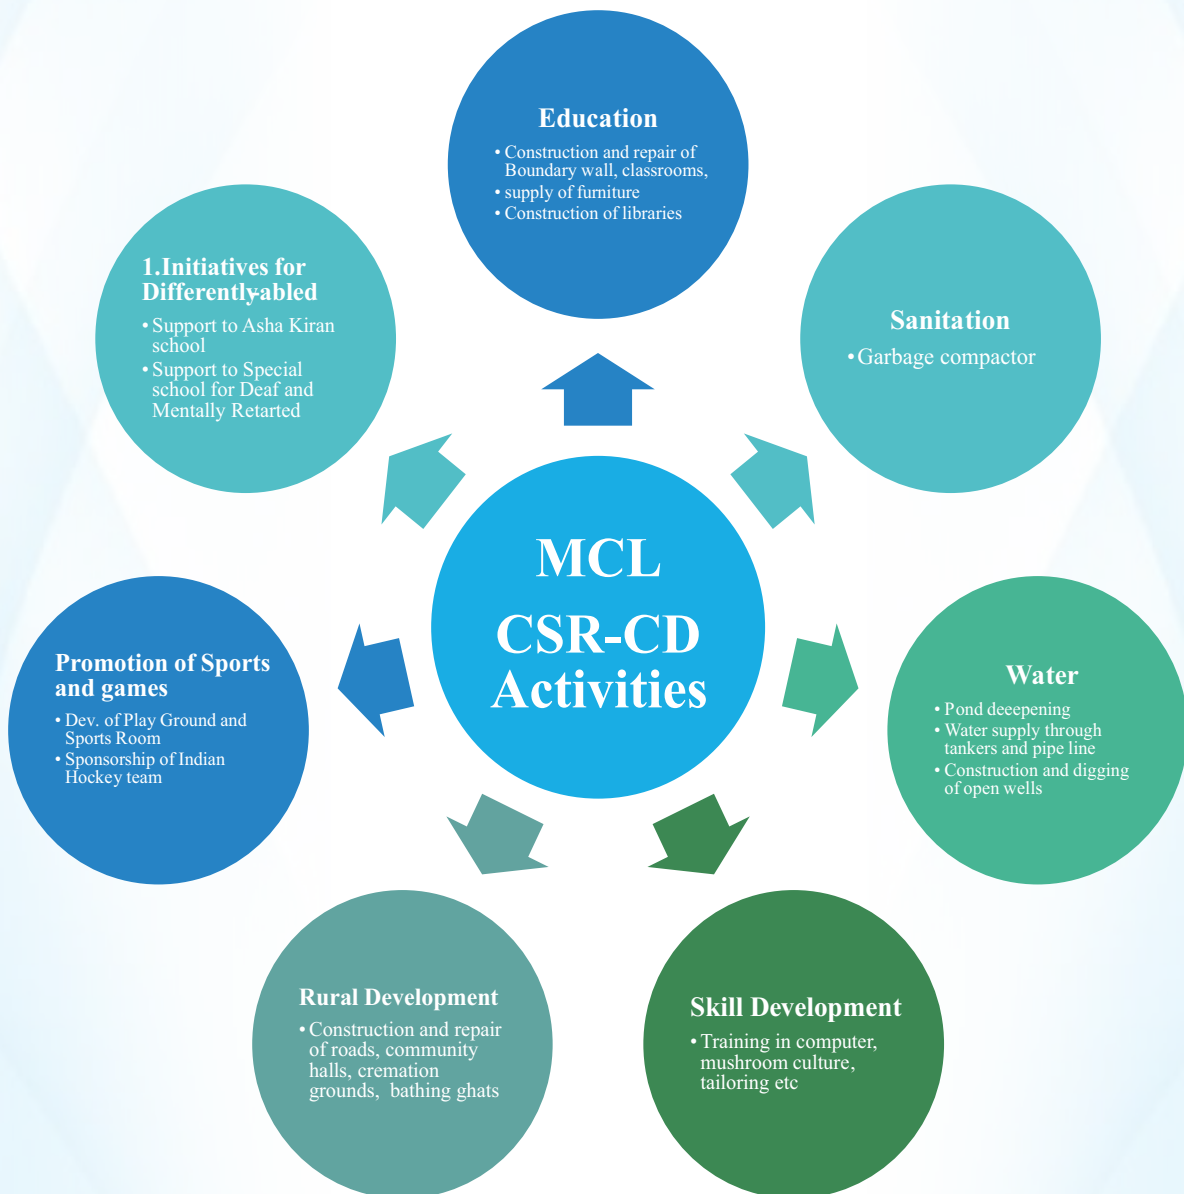 Education
• Construction and repair of
Boundary wall, classrooms,
• supply of furniture
• Construction of libraries
Sanitation
• Garbage compactor
Water
• Pond deeepening
• Water supply through
tankers and pipe line
• Construction and digging
of open wells
Skill Development
• Training in computer,
mushroom culture,
tailoring etc
Rural Development
• Construction and repair
of roads, community
halls, cremation
grounds, bathing ghats
Promotion of Sports
and games
• Dev. of Play Ground and
Sports Room
• Sponsorship of Indian
Hockey team
1.Initiatives for
Differently-abled
• Support to Asha Kiran
school
• Support to Special
school for Deaf and
Mentally Retarted
MCL
CSR-CD
Activities